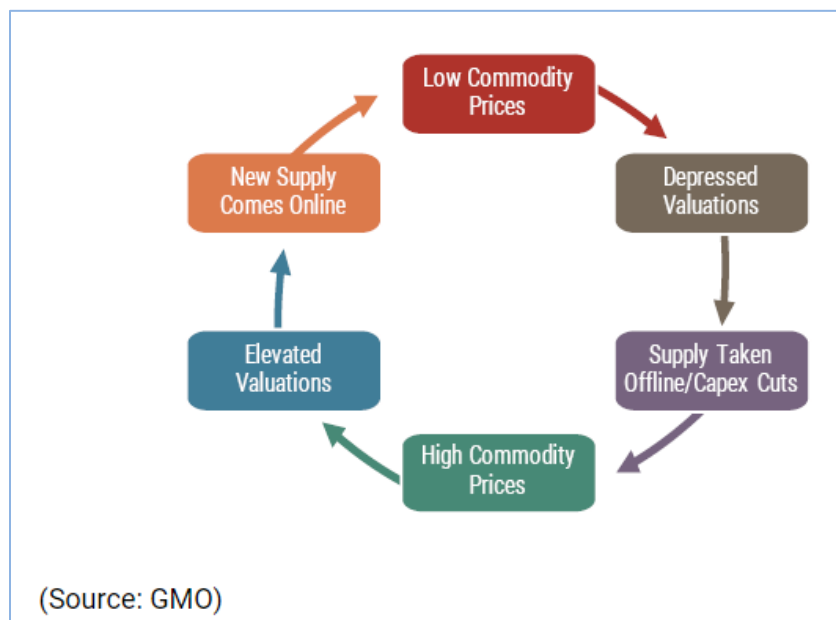 Low Commodity
Prices
Depressed
Valuations
Supply Taken
Offline/Capex Cuts
High Commodity
Prices
Elevated
Valuations
New Supply
Comes Online
(Source: GMO)